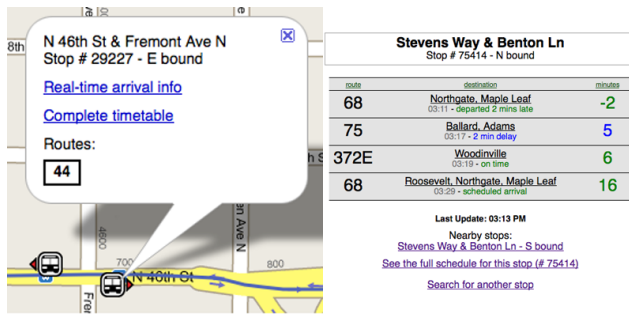 8th
N 46th St & Fremont Ave N
Stop # 29227 - E bound
Real-time arrival info
Complete timetable
Routes:
44
4600
700
N 46th St
800
Stevens Way & Benton Ln
Stop # 75414 - N bound
route destination minutes
68 Northgate, Maple Leaf -2
03:11 - departed 2 mins late
75 Ballard, Adams 5
03:17 - 2 min delay
372E Woodinville 6
03:19 - on time
68 Roosevelt, Northgate, Maple Leaf 16
03:29 - scheduled arrival
Last Update: 03:13 PM
Nearby stops:
Stevens Way & Benton Ln - S bound
See the full schedule for this stop (# 75414)
Search for another stop